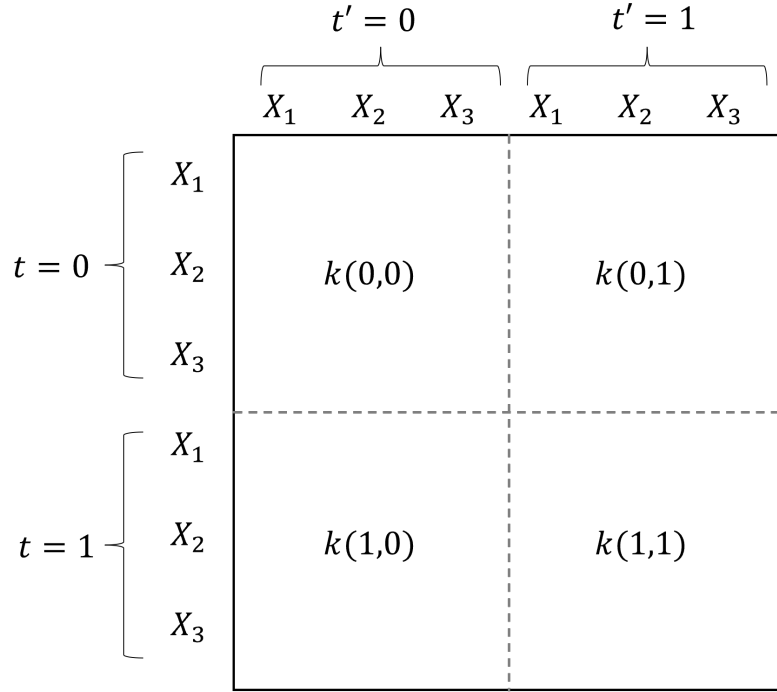 t′ = 0 t′ = 1
X₁ X₂ X₃ X₁ X₂ X₃
X₁
t = 0 X₂ k(0,0) k(0,1)
X₃
X₁
t = 1 X₂ k(1,0) k(1,1)
X₃